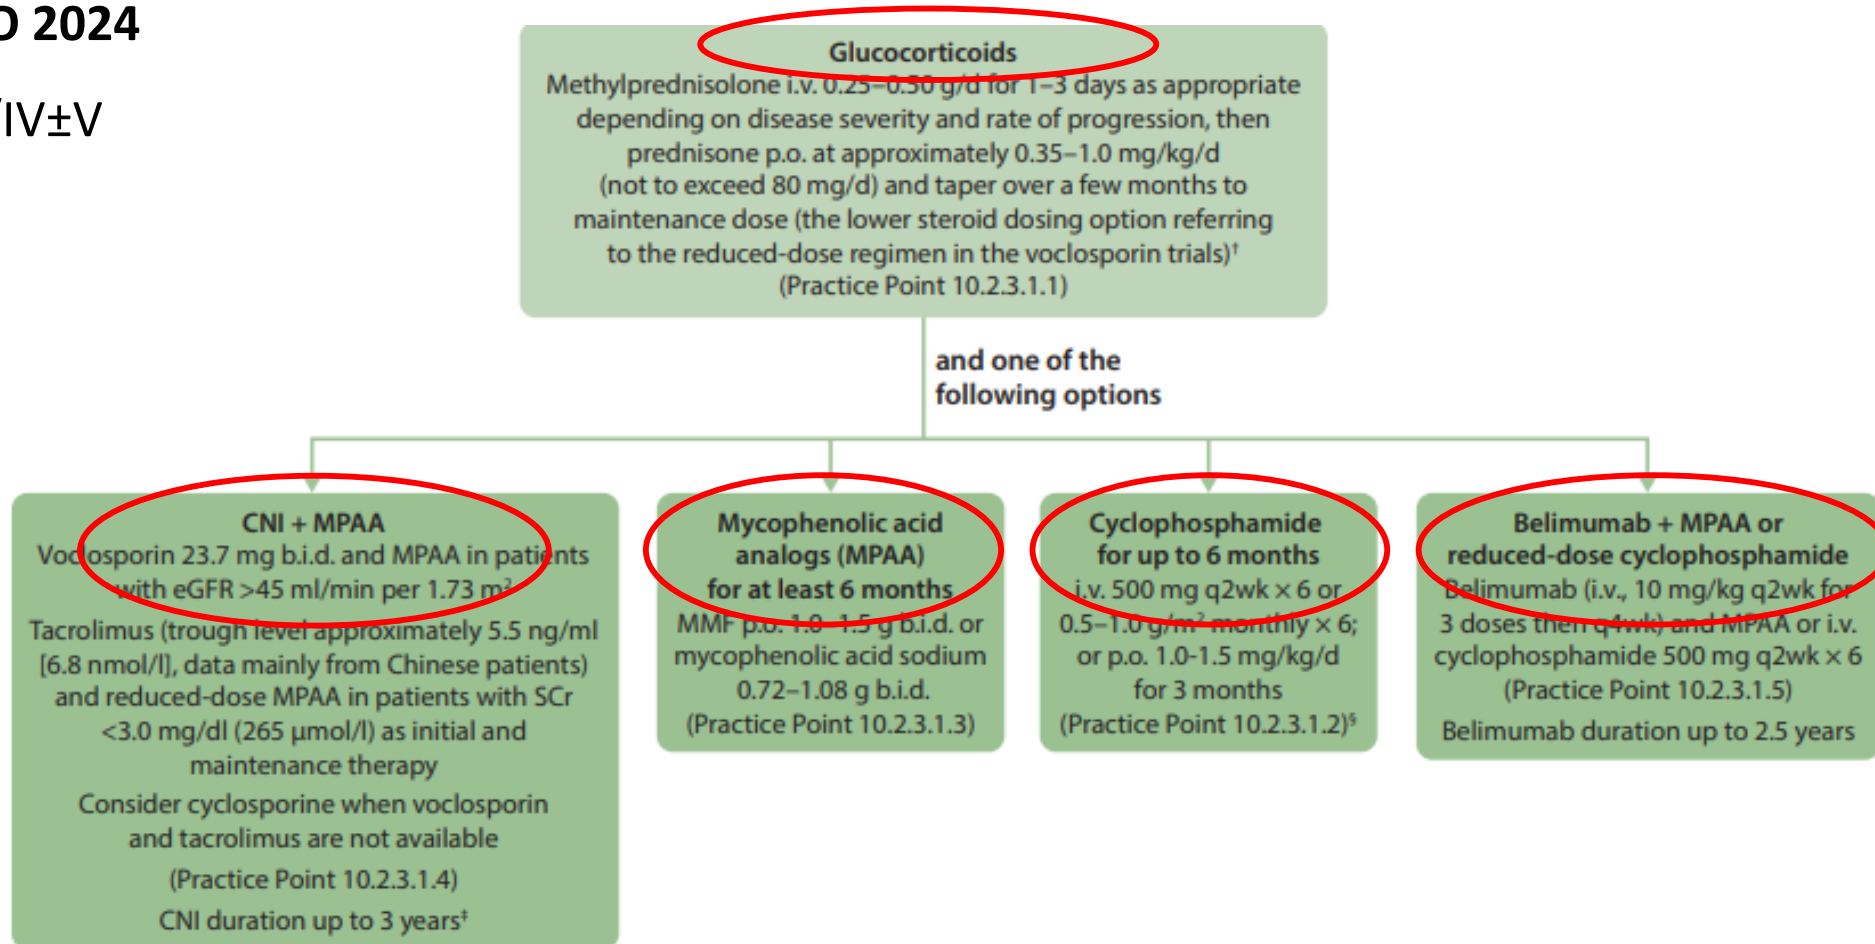 D 2024
/IV±V
Glucocorticoids
Methylprednisolone i.v. 0.25–0.50 g/d for 1–3 days as appropriate
depending on disease severity and rate of progression, then
prednisone p.o. at approximately 0.35–1.0 mg/kg/d
(not to exceed 80 mg/d) and taper over a few months to
maintenance dose (the lower steroid dosing option referring
to the reduced-dose regimen in the voclosporin trials)†
(Practice Point 10.2.3.1.1)
and one of the
following options
CNI + MPAA
Voclosporin 23.7 mg b.i.d. and MPAA in patients
with eGFR >45 ml/min per 1.73 m²
Tacrolimus (trough level approximately 5.5 ng/ml
[6.8 nmol/l], data mainly from Chinese patients)
and reduced-dose MPAA in patients with SCr
<3.0 mg/dl (265 μmol/l) as initial and
maintenance therapy
Consider cyclosporine when voclosporin
and tacrolimus are not available
(Practice Point 10.2.3.1.4)
CNI duration up to 3 years‡
Mycophenolic acid
analogs (MPAA)
for at least 6 months
MMF p.o. 1.0–1.5 g b.i.d. or
mycophenolic acid sodium
0.72–1.08 g b.i.d.
(Practice Point 10.2.3.1.3)
Cyclophosphamide
for up to 6 months
i.v. 500 mg q2wk × 6 or
0.5–1.0 g/m² monthly × 6;
or p.o. 1.0-1.5 mg/kg/d
for 3 months
(Practice Point 10.2.3.1.2)§
Belimumab + MPAA or
reduced-dose cyclophosphamide
Belimumab (i.v., 10 mg/kg q2wk for
3 doses then q4wk) and MPAA or i.v.
cyclophosphamide 500 mg q2wk × 6
(Practice Point 10.2.3.1.5)
Belimumab duration up to 2.5 years